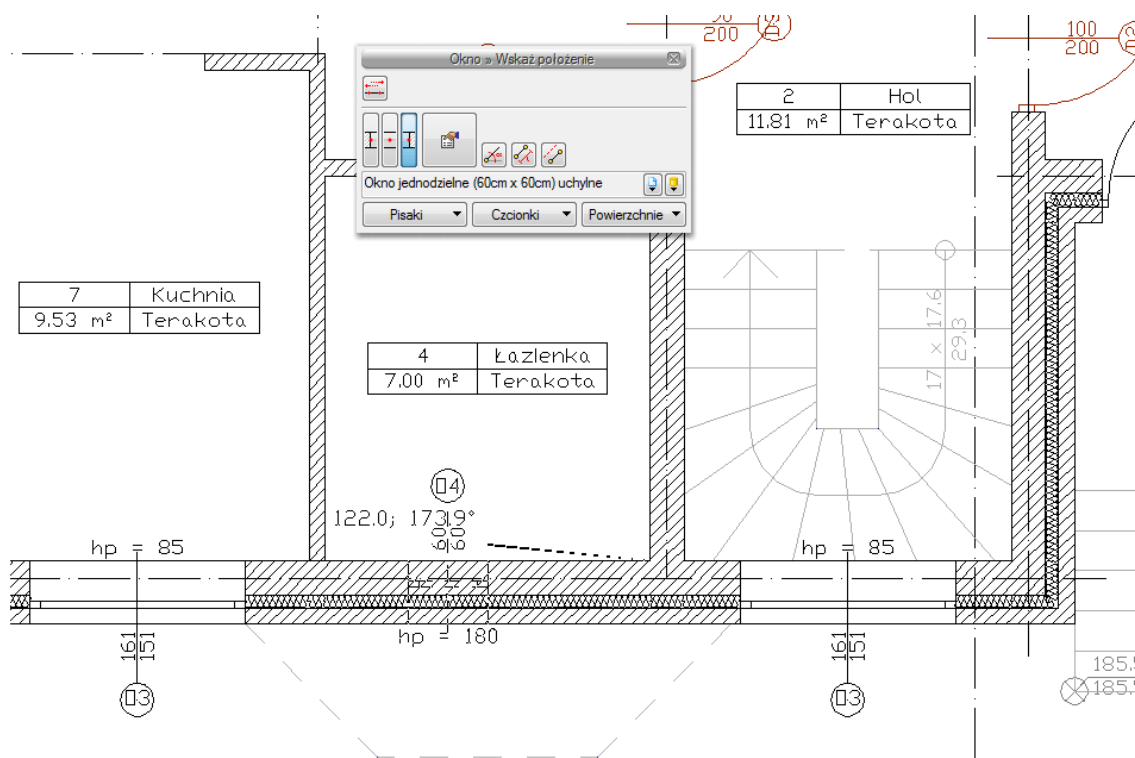 200
100
200
Okno » Wskaż położenie
2 Hol
11.81 m² Terakota
Okno jednodzielne (60cm x 60cm) uchylne
Pisaki Czcionki Powierzchnie
7 Kuchnia
9.53 m² Terakota
4 Łazienka
7.00 m² Terakota
17 x 17.6
29.3
O4
122.0; 173.9°
60
60
hp = 85
hp = 85
hp = 180
161
151
161
151
O3
O3
185.
185.